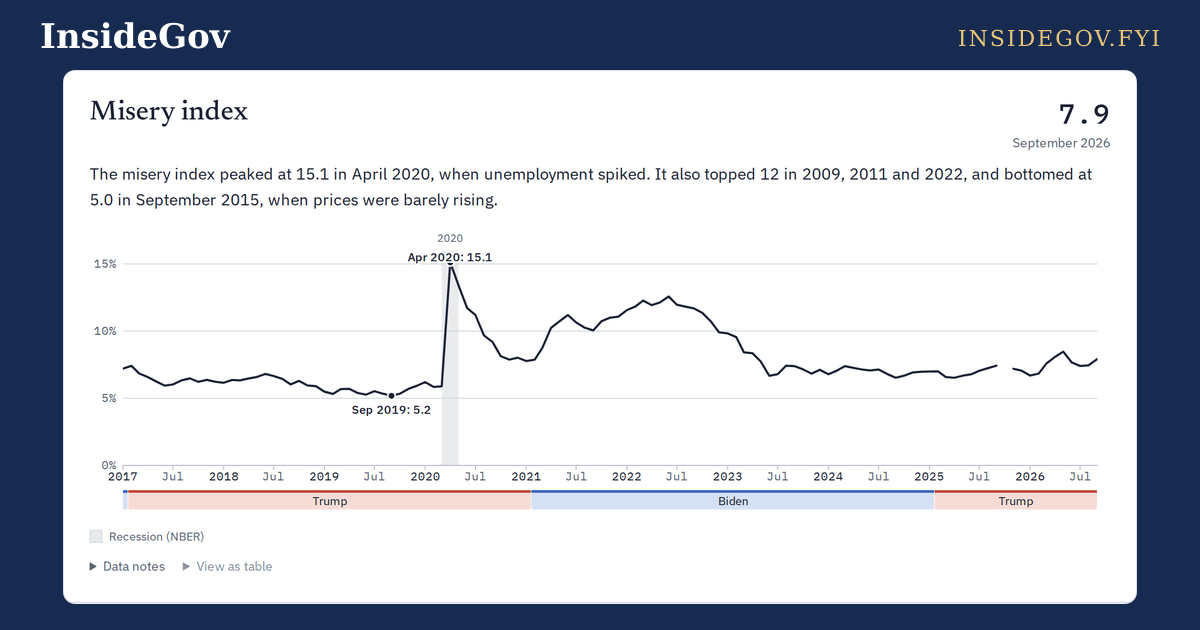 InsideGov
INSIDEGOV.FYI
Misery index
7.9
September 2026
The misery index peaked at 15.1 in April 2020, when unemployment spiked. It also topped 12 in 2009, 2011 and 2022, and bottomed at
5.0 in September 2015, when prices were barely rising.
2020
Apr 2020: 15.1
15%
10%
5%
Sep 2019: 5.2
0%
2017 Jul 2018 Jul 2019 Jul 2020 Jul 2021 Jul 2022 Jul 2023 Jul 2024 Jul 2025 Jul 2026 Jul
Trump Biden Trump
Recession (NBER)
Data notes View as table